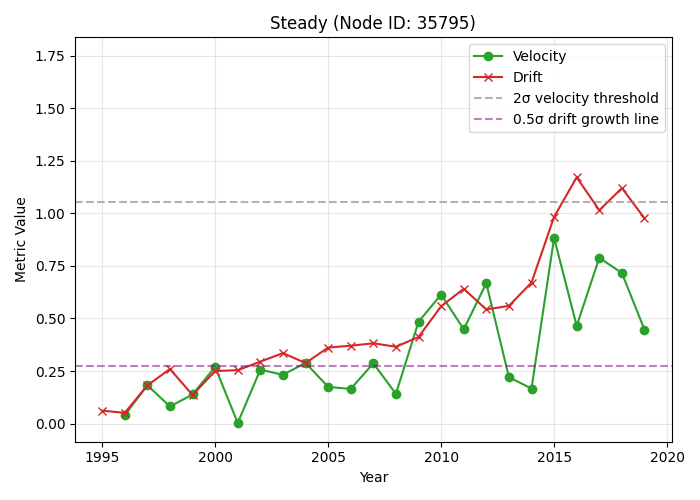 Steady (Node ID: 35795)
Velocity
Drift
2σ velocity threshold
0.5σ drift growth line
Metric Value
1.75
1.50
1.25
1.00
0.75
0.50
0.25
0.00
1995
2000
2005
2010
2015
2020
Year